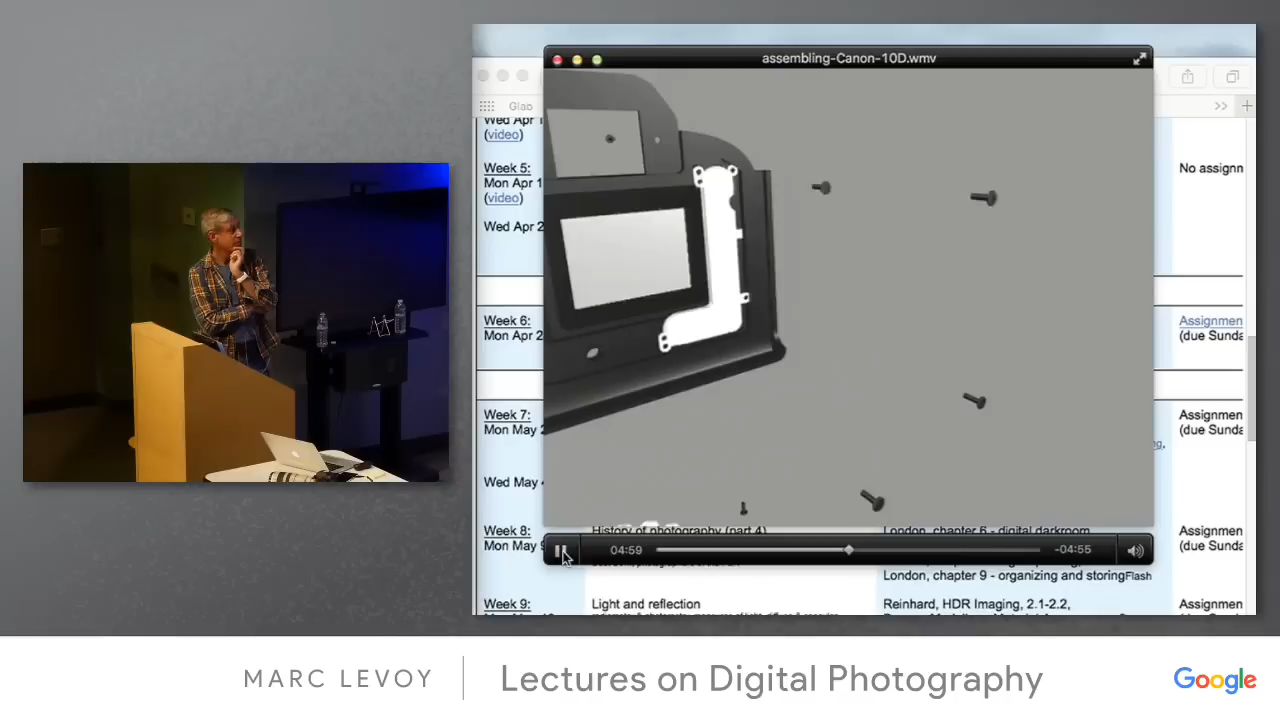 assembling-Canon-10D.wmv
Glab
>>
Wed Apr 1
(video)
Week 5:
Mon Apr 1
(video)
Wed Apr 2
No assignn
Week 6:
Mon Apr 2
Assignmen
(due Sunda
Week 7:
Mon May 2
Assignmen
(due Sunda
ng,
Wed May 4
Week 8:
Mon May 9
History of photography (part 4)
London, chapter 6 - digital darkroom
Assignmen
(due Sunda
04:59
-04:55
London, chapter 9 - organizing and storing
Flash
Week 9:
Light and reflection
Reinhard, HDR Imaging, 2.1-2.2,
Assignmen
MARC LEVOY
Lectures on Digital Photography
Google